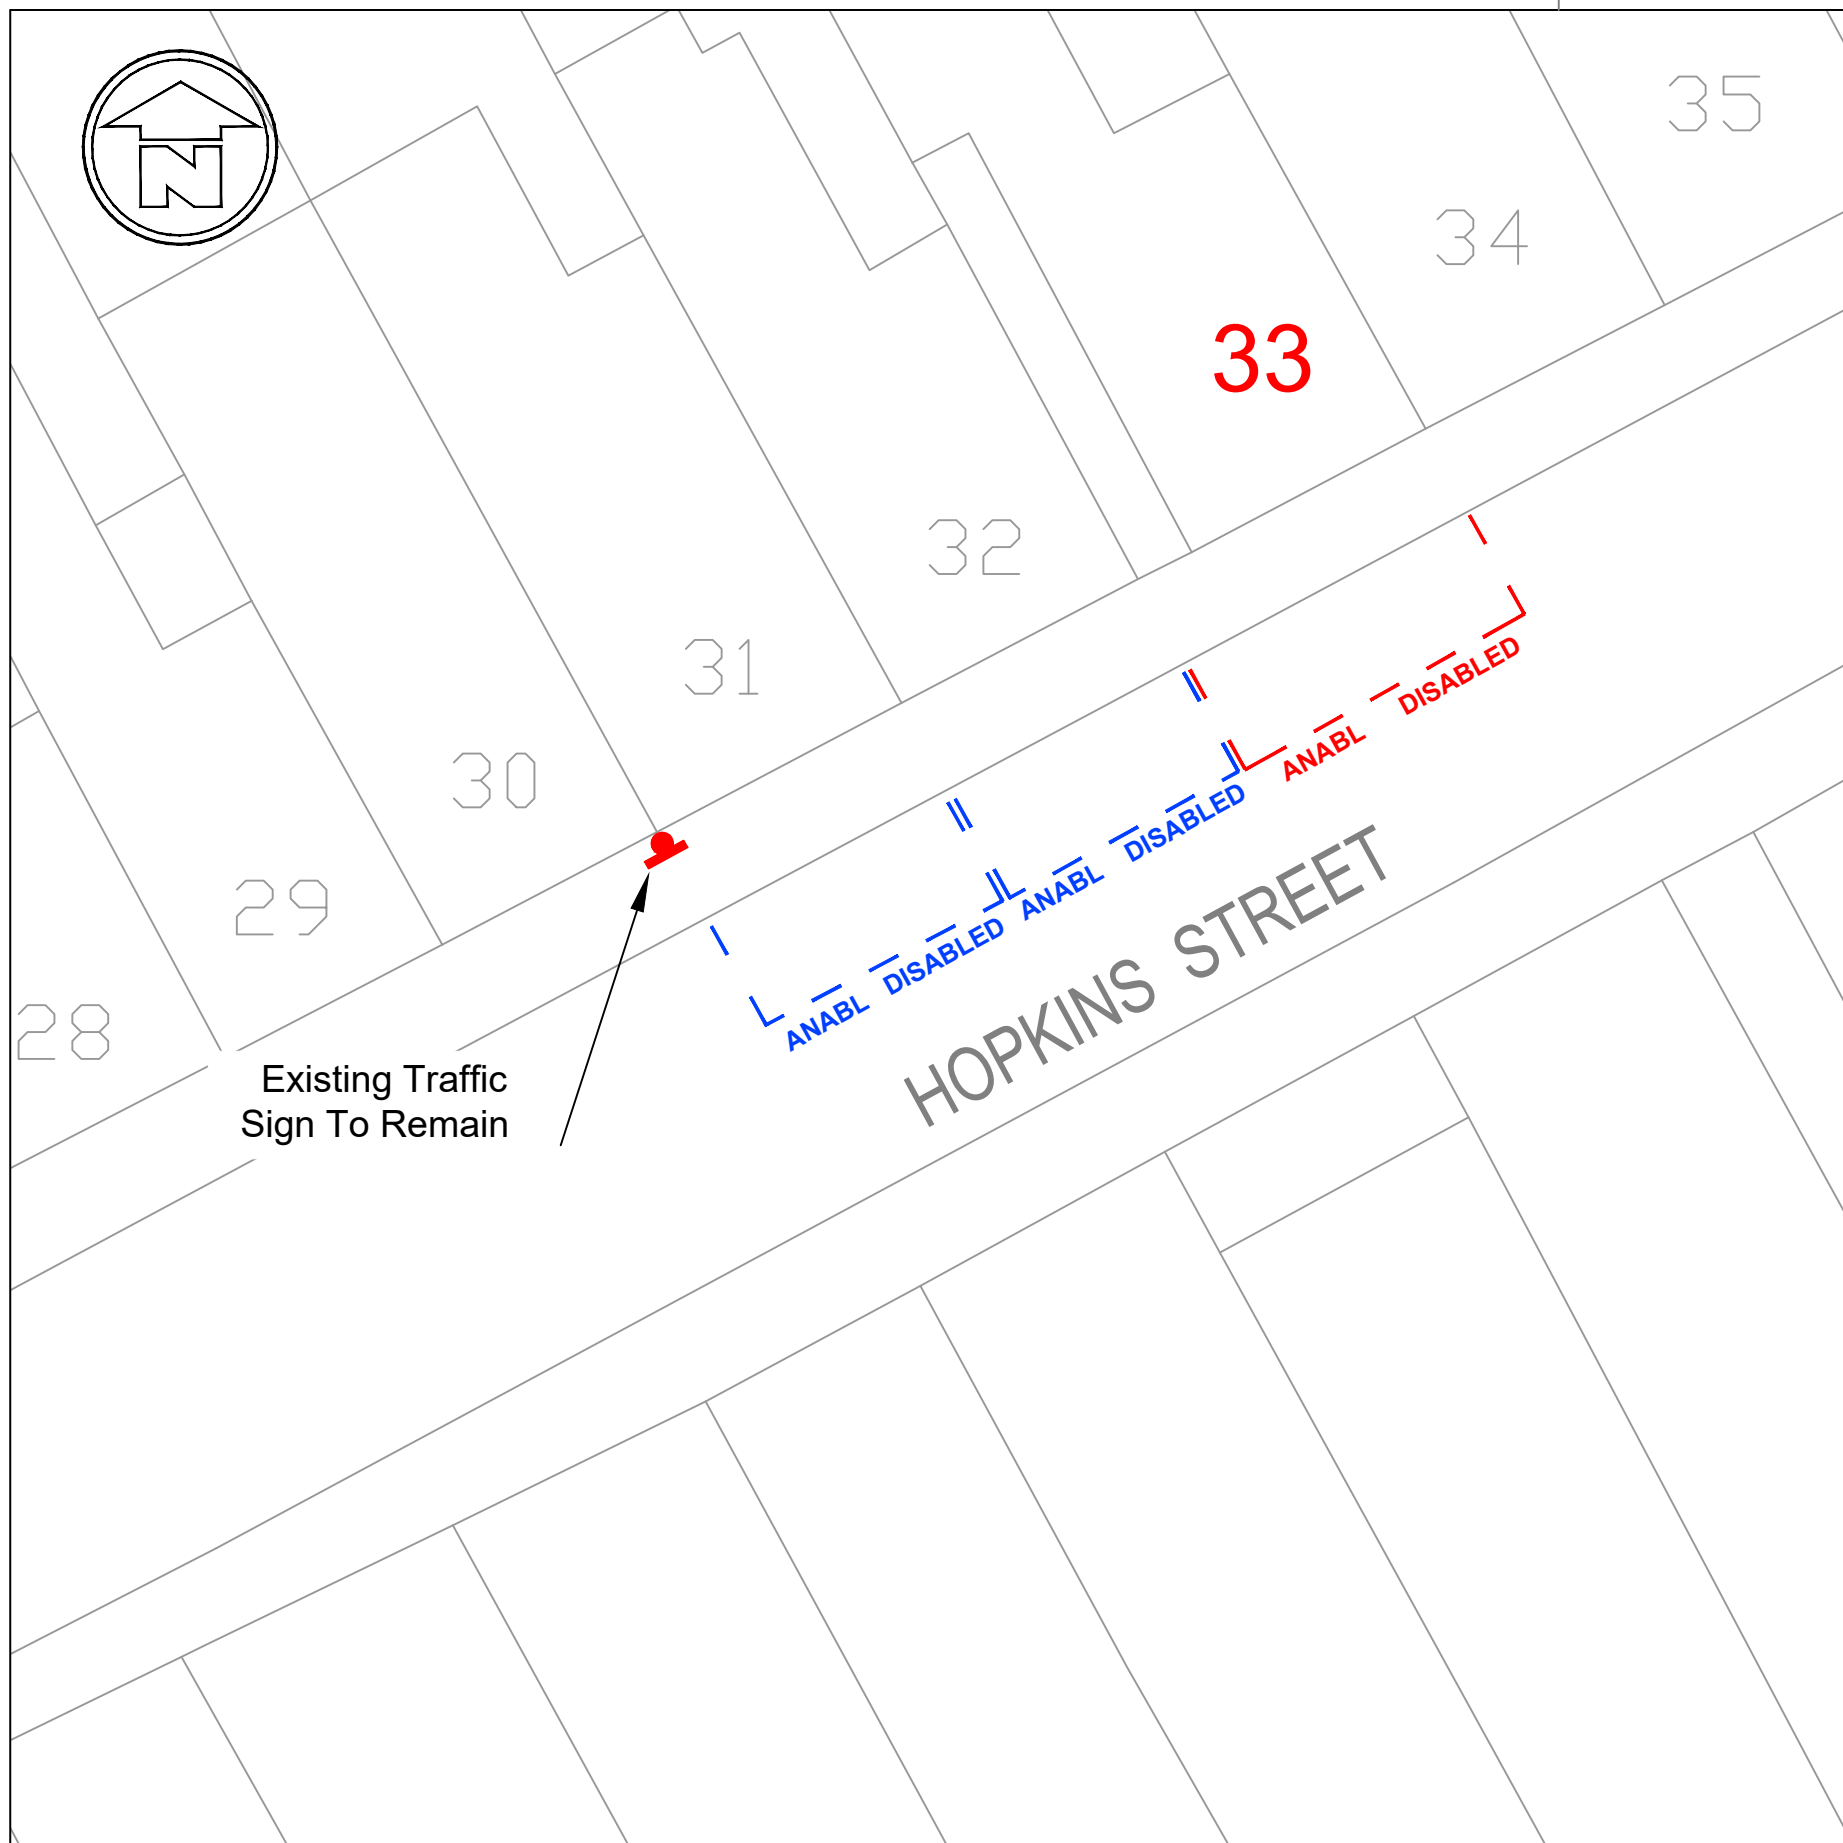 N
35
34
33
32
31
30
29
28
ANABL DISABLED
ANABL DISABLED
ANABL DISABLED
HOPKINS STREET
Existing Traffic
Sign To Remain